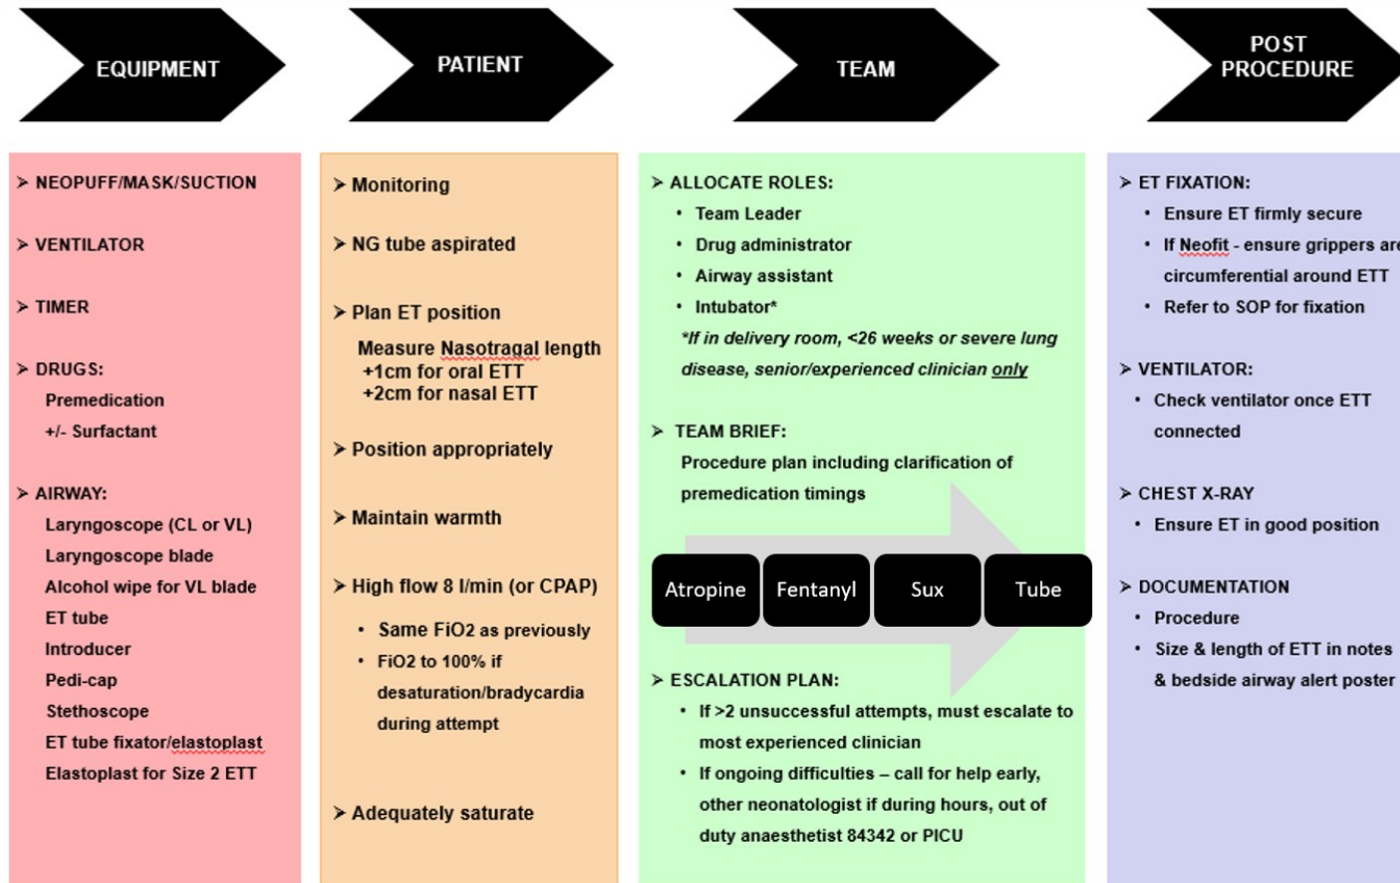 EQUIPMENT
➢ NEOPUFF/MASK/SUCTION
➢ VENTILATOR
➢ TIMER
➢ DRUGS:
Premedication
+/- Surfactant
➢ AIRWAY:
Laryngoscope (CL or VL)
Laryngoscope blade
Alcohol wipe for VL blade
ET tube
Introducer
Pedi-cap
Stethoscope
ET tube fixator/elastoplast
Elastoplast for Size 2 ETT
PATIENT
➢ Monitoring
➢ NG tube aspirated
➢ Plan ET position
Measure Nasotragal length
+1cm for oral ETT
+2cm for nasal ETT
➢ Position appropriately
➢ Maintain warmth
➢ High flow 8 l/min (or CPAP)
• Same FiO2 as previously
• FiO2 to 100% if
desaturation/bradycardia
during attempt
➢ Adequately saturate
TEAM
➢ ALLOCATE ROLES:
• Team Leader
• Drug administrator
• Airway assistant
• Intubator*
*If in delivery room, <26 weeks or severe lung
disease, senior/experienced clinician only
➢ TEAM BRIEF:
Procedure plan including clarification of
premedication timings
Atropine Fentanyl Sux Tube
➢ ESCALATION PLAN:
• If >2 unsuccessful attempts, must escalate to
most experienced clinician
• If ongoing difficulties – call for help early,
other neonatologist if during hours, out of
duty anaesthetist 84342 or PICU
POST
PROCEDURE
➢ ET FIXATION:
• Ensure ET firmly secure
• If Neofit - ensure grippers are
circumferential around ETT
• Refer to SOP for fixation
➢ VENTILATOR:
• Check ventilator once ETT
connected
➢ CHEST X-RAY
• Ensure ET in good position
➢ DOCUMENTATION
• Procedure
• Size & length of ETT in notes
& bedside airway alert poster